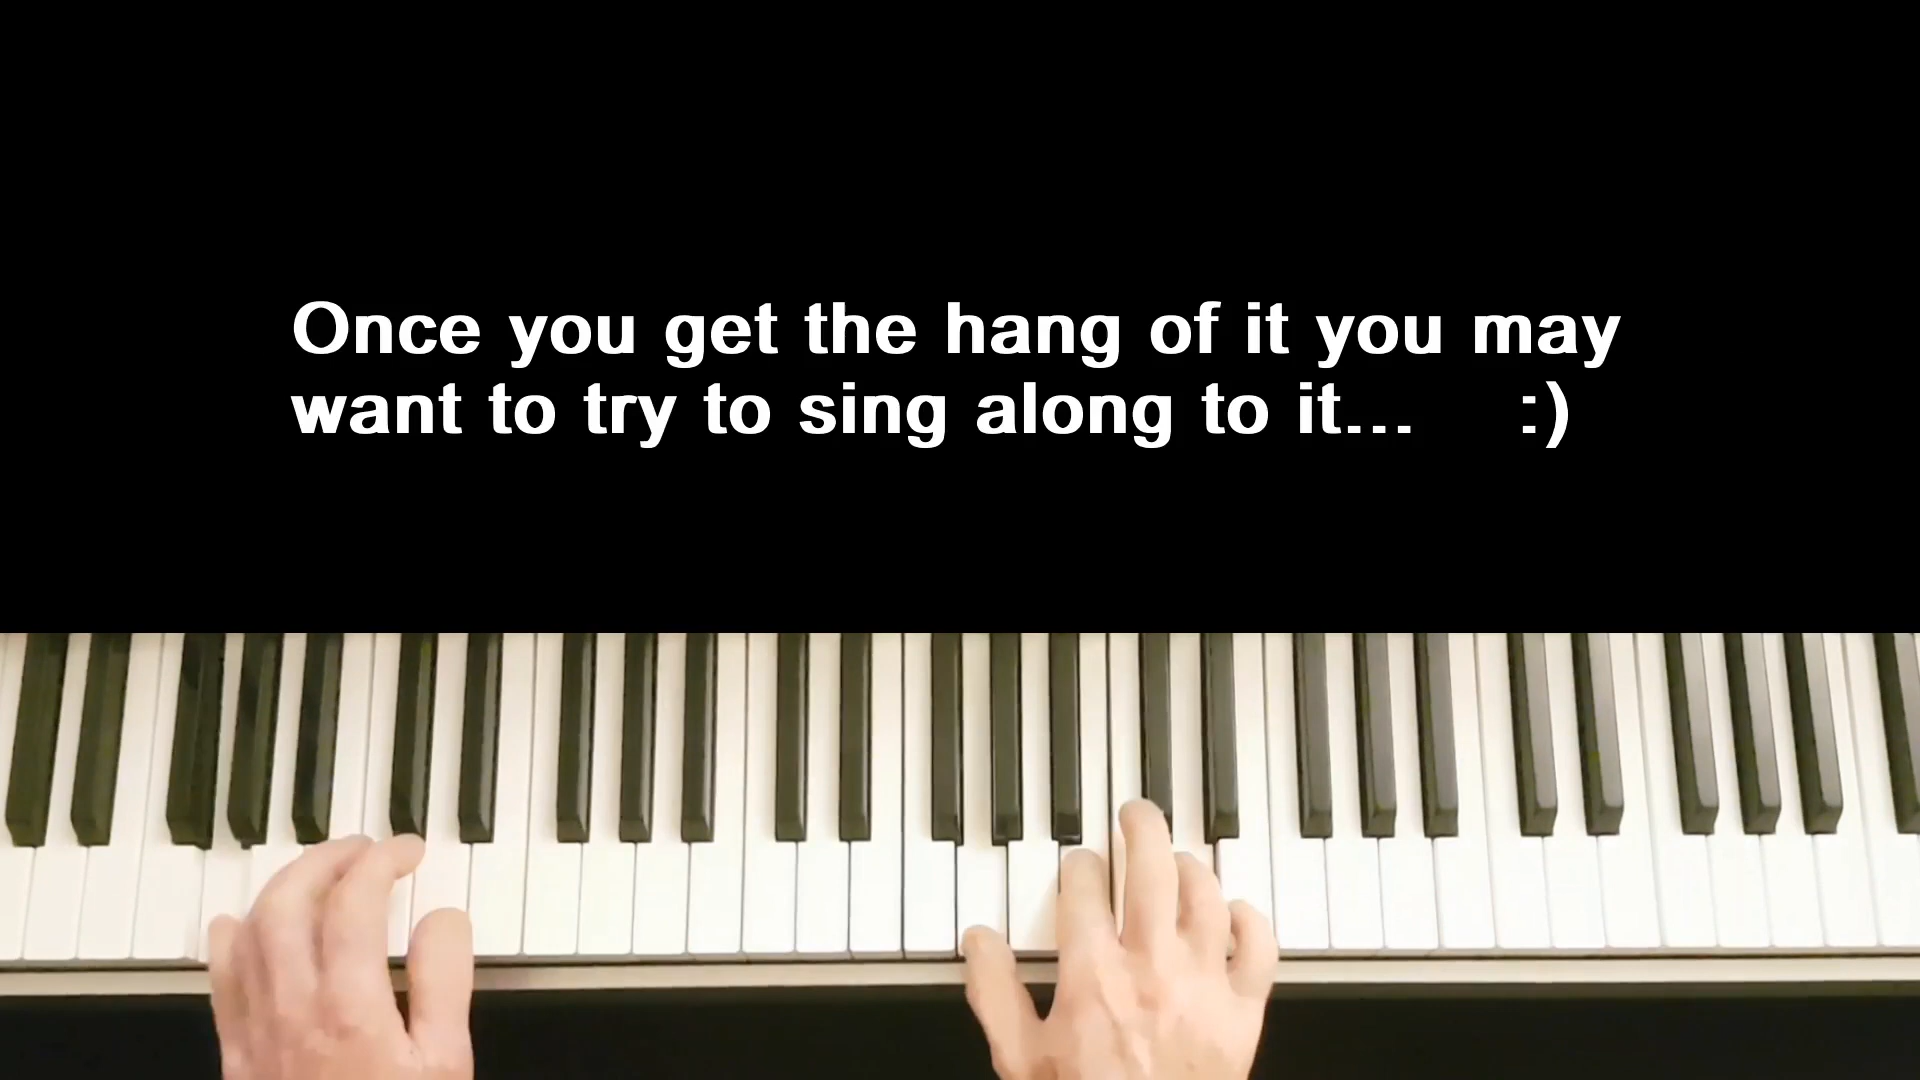 Once you get the hang of it you may
want to try to sing along to it... :)